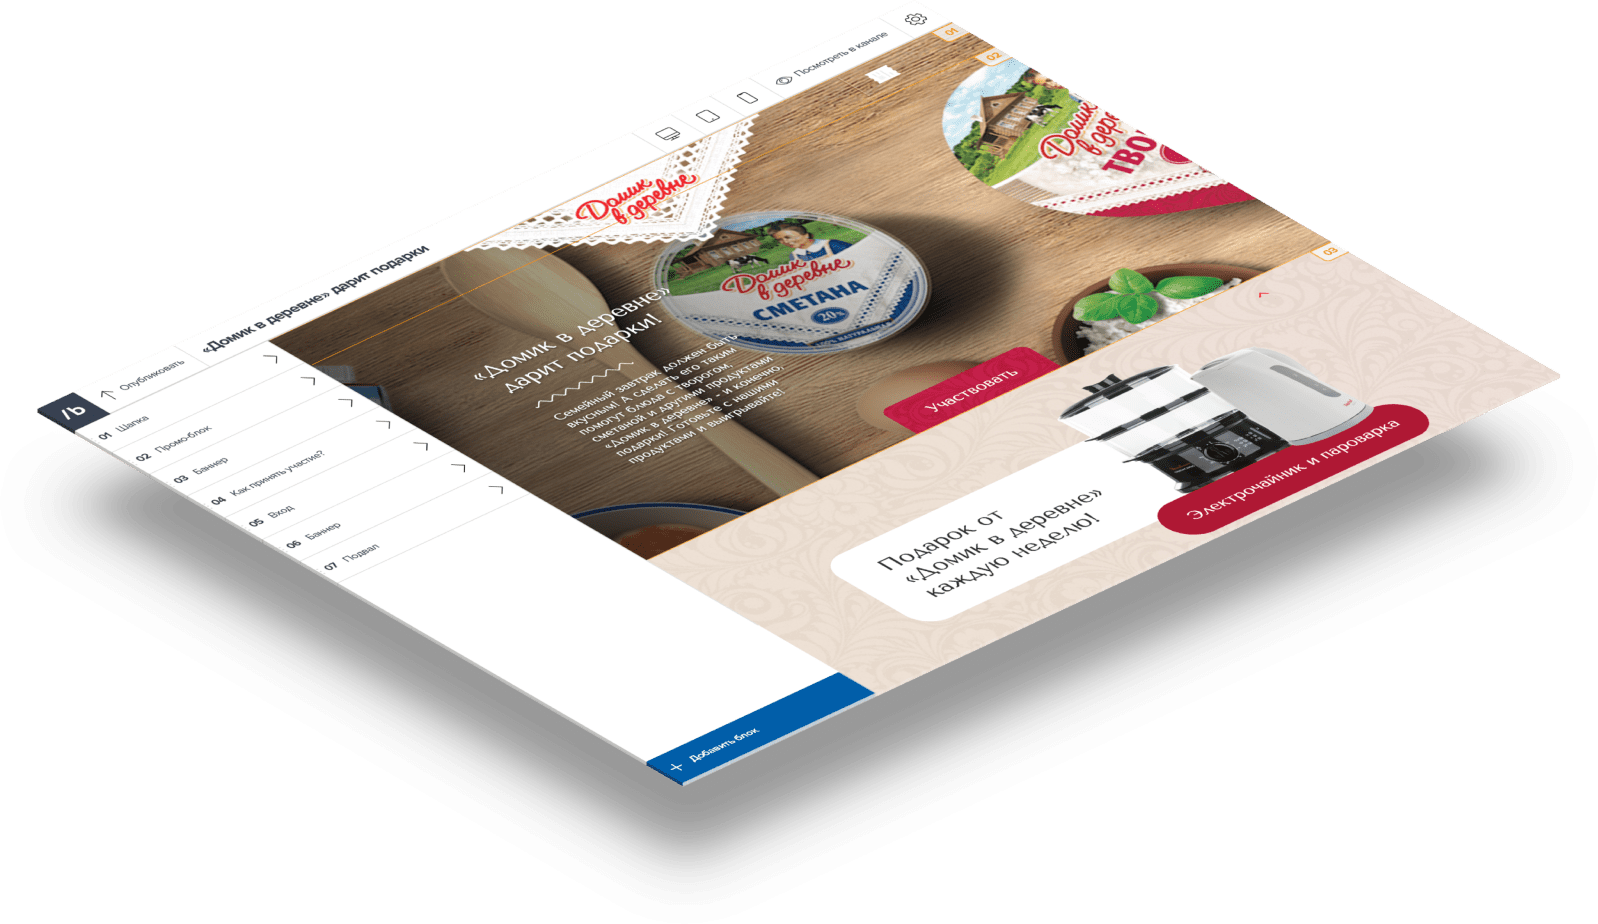 /b
Опубликовать
«Домик в деревне» дарит подарки
Посмотреть в канале
01 Шапка
02 Промо-блок
03 Баннер
04 Как принять участие?
05 Вход
06 Баннер
07 Подвал
Добавить блок
01
02
03
Домик
в деревне
Домик
в деревне
СМЕТАНА
20%
Домик
в дере
ТВО
«Домик в деревне»
дарит подарки!
Семейный завтрак должен быть
вкусным! А сделать его таким
помогут блюда с творогом,
сметаной и другими продуктами
«Домик в деревне» - и конечно,
подарки! Готовьте с нашими
продуктами и выигрывайте!
Участвовать
Подарок от
«Домик в деревне»
каждую неделю!
Электрочайник и пароварка